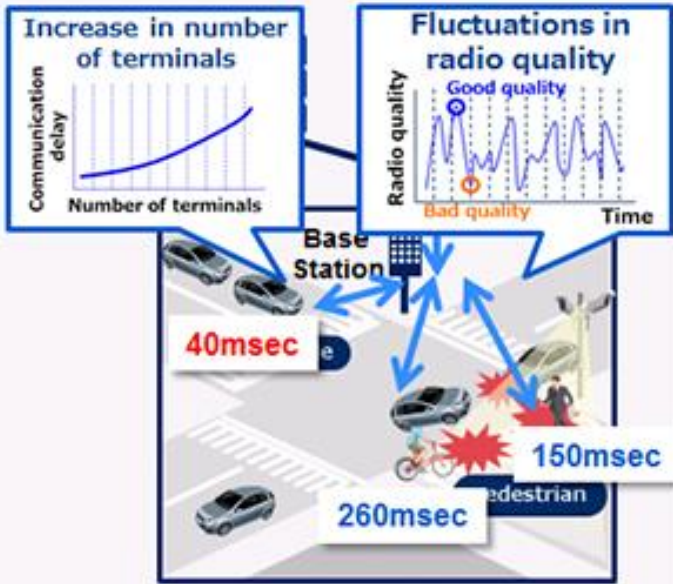 Increase in number
of terminals
Communication
delay
Number of terminals
Fluctuations in
radio quality
Good quality
Radio quality
Bad quality
Time
Base
Station
40msec
150msec
edestrian
260msec